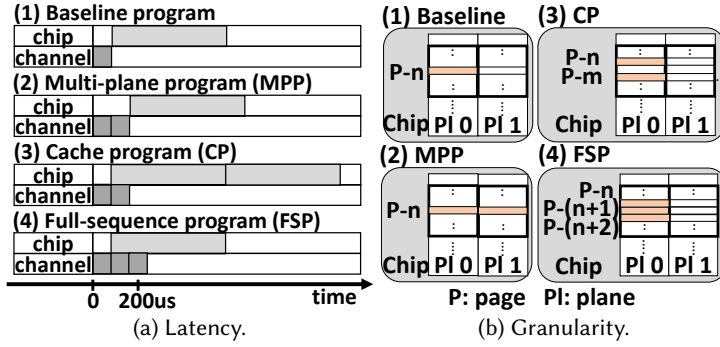 (1) Baseline program
chip
channel
(2) Multi-plane program (MPP)
chip
channel
(3) Cache program (CP)
chip
channel
(4) Full-sequence program (FSP)
chip
channel
0 200us time
(a) Latency.
(1) Baseline
P-n
Chip Pl 0 Pl 1
(3) CP
P-n
P-m
Chip Pl 0 Pl 1
(2) MPP
P-n
Chip Pl 0 Pl 1
(4) FSP
P-n
P-(n+1)
P-(n+2)
Chip Pl 0 Pl 1
P: page Pl: plane
(b) Granularity.